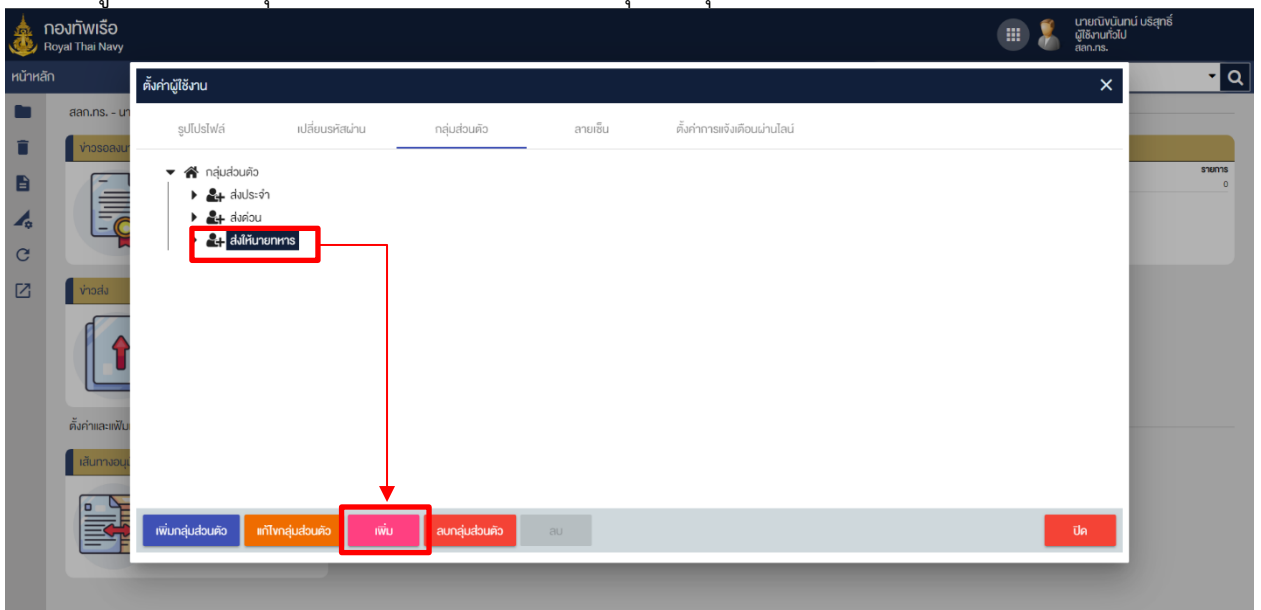 กองทัพเรือ
Royal Thai Navy
นายณิงนันทน์ บริสุทธิ์
ผู้ใช้งานทั่วไป
สลก.ทร.
หน้าหลัก
ตั้งค่าผู้ใช้งาน
สลก.ทร. - นา
รูปโปรไฟล์
เปลี่ยนรหัสผ่าน
กลุ่มส่วนตัว
ลายเซ็น
ตั้งค่าการแจ้งเตือนผ่านไลน์
ข่าวรอลงนา
รายการ
0
กลุ่มส่วนตัว
ส่งประจำ
ส่งด่วน
ส่งให้นายทหาร
ข่าวส่ง
ตั้งค่าและแฟ้ม
เส้นทางอนุ
เพิ่มกลุ่มส่วนตัว
แก้ไขกลุ่มส่วนตัว
เพิ่ม
ลบกลุ่มส่วนตัว
ลบ
ปิด